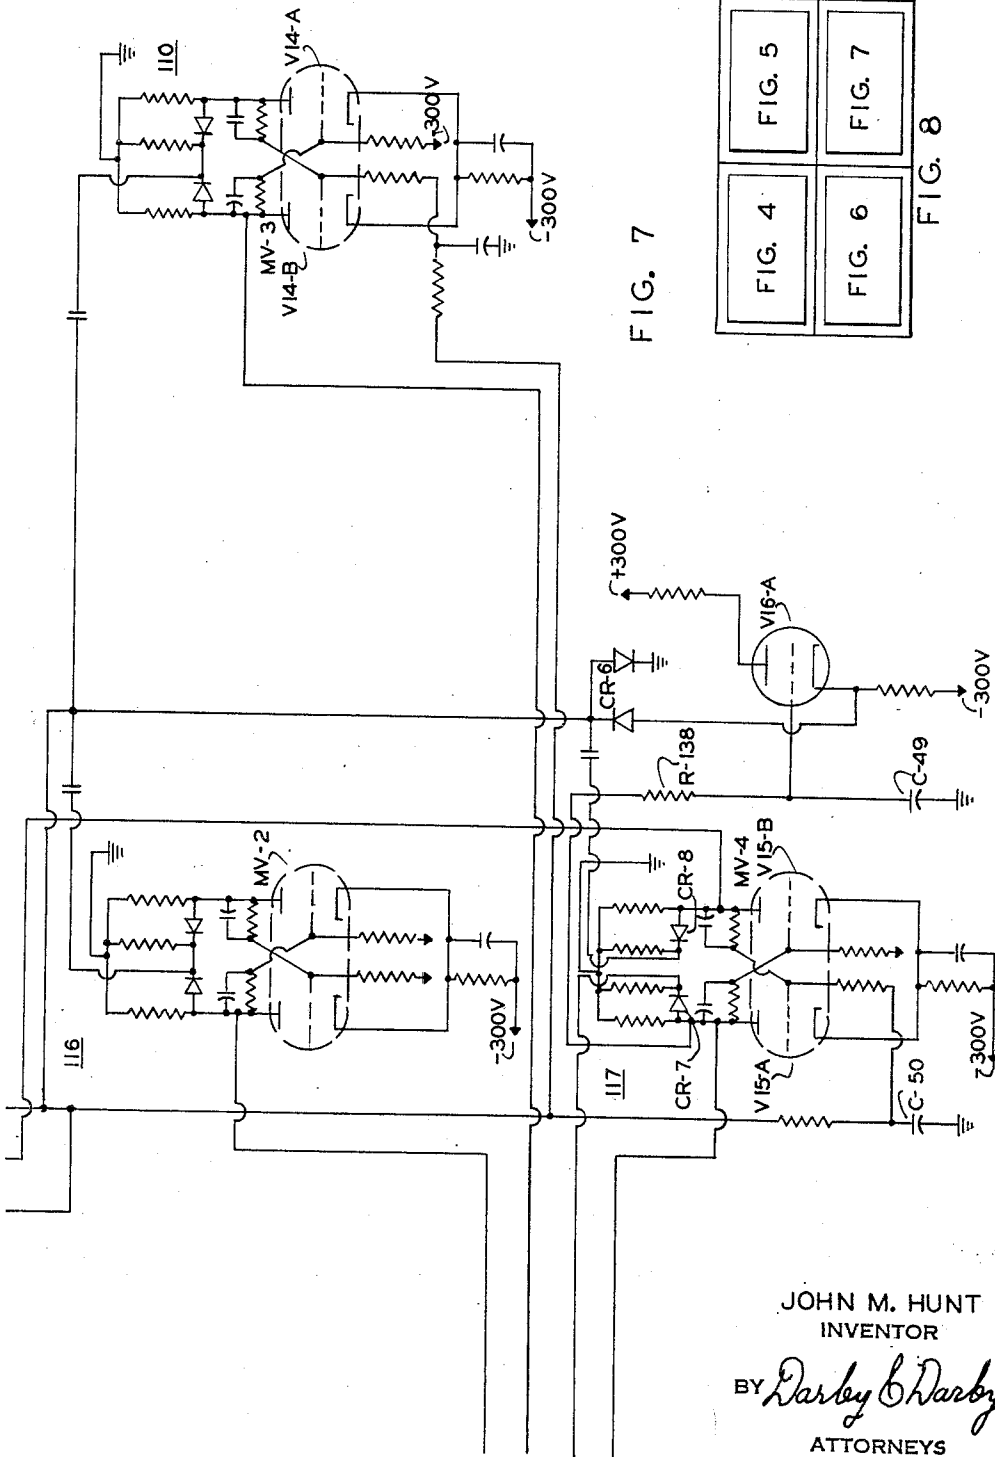 110
V14-A
300V
-300V
MV-3
V14-B
FIG. 7
FIG. 5
FIG. 7
FIG. 4
FIG. 6
FIG. 8
+300V
V16-A
CR-6
-300V
R-138
C-49
MV-2
116
-300V
CR-8
MV-4
V15-B
117
CR-7
V15-A
C-50
-300V
JOHN M. HUNT
INVENTOR
BY Darby & Darby
ATTORNEYS